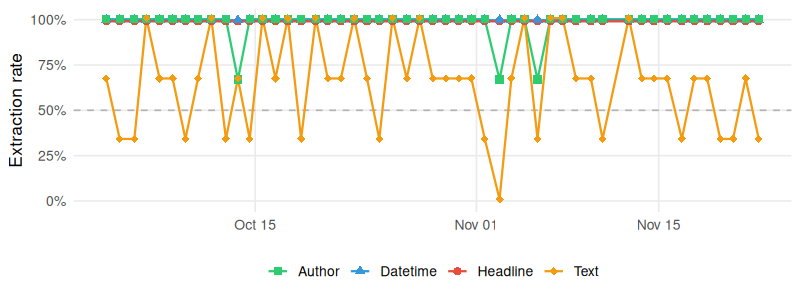 100%
75%
50%
25%
0%
Extraction rate
Oct 15
Nov 01
Nov 15
Author
Datetime
Headline
Text